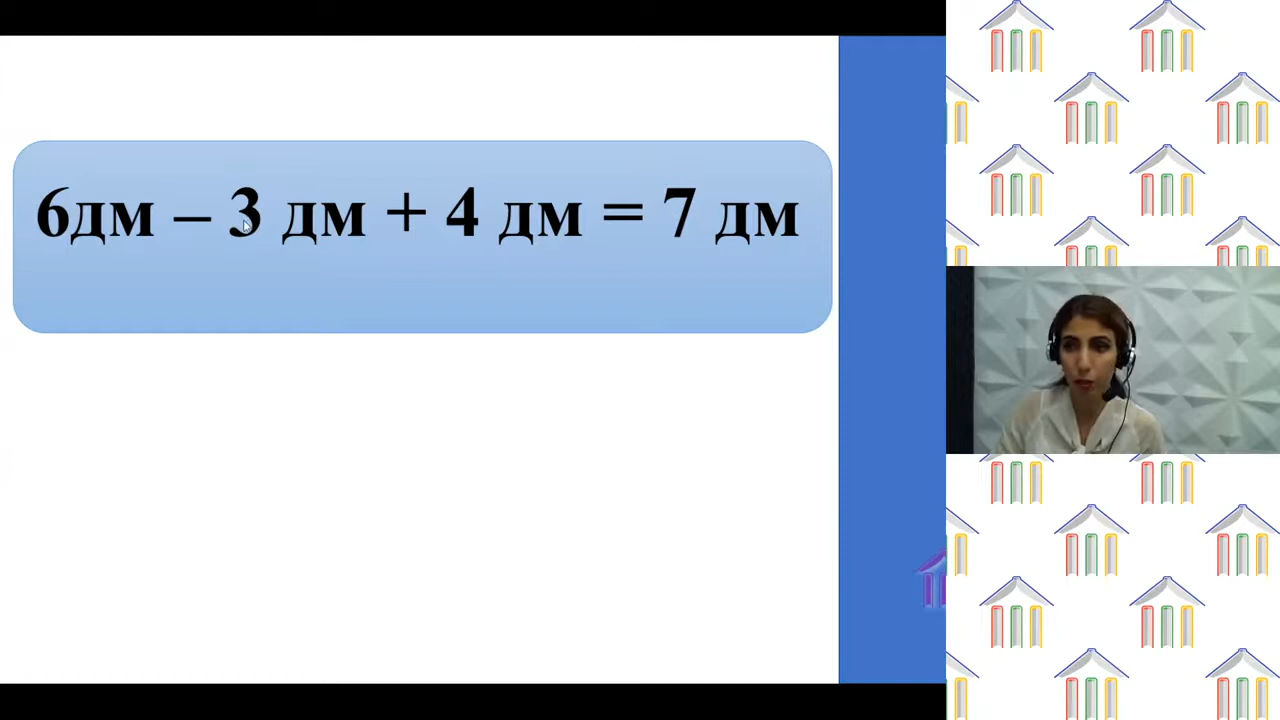 6дм – 3 дм + 4 дм = 7 дм